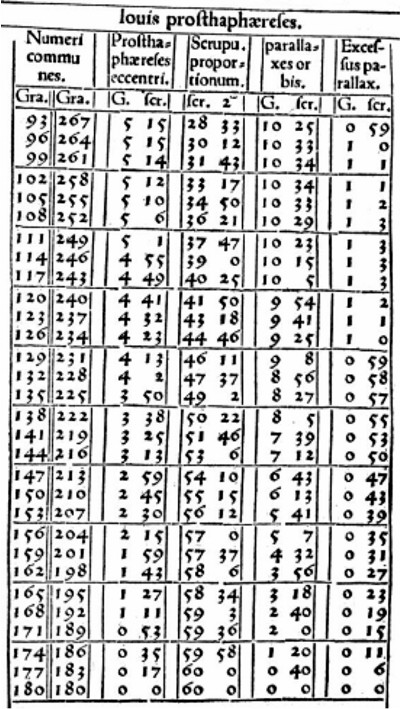 Iouis proſthaphæreſes.
Numeri Proſtha= Scrupu. paralla= Exceſ=
commu phæreſes propor= xes or ſus pa=
nes. eccentri. tionum. bis. rallax.
Gra. Gra. G. ſcr. ſcr. 2 G. ſcr. G. ſcr.
93 267 5 15 28 33 10 25 0 59
96 264 5 15 30 12 10 33 1 0
99 261 5 14 31 43 10 34 1 1
102 258 5 12 33 17 10 34 1 1
105 255 5 10 34 50 10 33 1 2
108 252 5 6 36 21 10 29 1 3
111 249 5 1 37 47 10 23 1 3
114 246 4 55 39 0 10 15 1 3
117 243 4 49 40 25 10 5 1 3
120 240 4 41 41 50 9 54 1 2
123 237 4 32 43 18 9 41 1 1
126 234 4 23 44 46 9 25 1 0
129 231 4 13 46 11 9 8 0 59
132 228 4 2 47 37 8 56 0 58
135 225 3 50 49 2 8 27 0 57
138 222 3 38 50 22 8 5 0 55
141 219 3 25 51 46 7 39 0 53
144 216 3 13 53 6 7 12 0 50
147 213 2 59 54 10 6 43 0 47
150 210 2 45 55 15 6 13 0 43
153 207 2 30 56 12 5 41 0 39
156 204 2 15 57 0 5 7 0 35
159 201 1 59 57 37 4 32 0 31
162 198 1 43 58 6 3 56 0 27
165 195 1 27 58 34 3 18 0 23
168 192 1 11 59 3 2 40 0 19
171 189 0 53 59 36 2 0 0 15
174 186 0 35 59 58 1 20 0 11
177 183 0 17 60 0 0 40 0 6
180 180 0 0 60 0 0 0 0 0